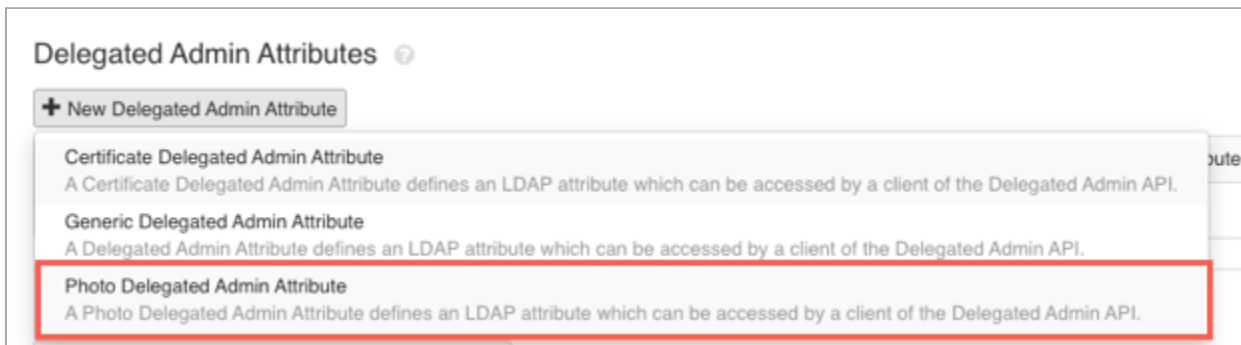 Delegated Admin Attributes
New Delegated Admin Attribute
Certificate Delegated Admin Attribute
A Certificate Delegated Admin Attribute defines an LDAP attribute which can be accessed by a client of the Delegated Admin API.
Generic Delegated Admin Attribute
A Delegated Admin Attribute defines an LDAP attribute which can be accessed by a client of the Delegated Admin API.
Photo Delegated Admin Attribute
A Photo Delegated Admin Attribute defines an LDAP attribute which can be accessed by a client of the Delegated Admin API.